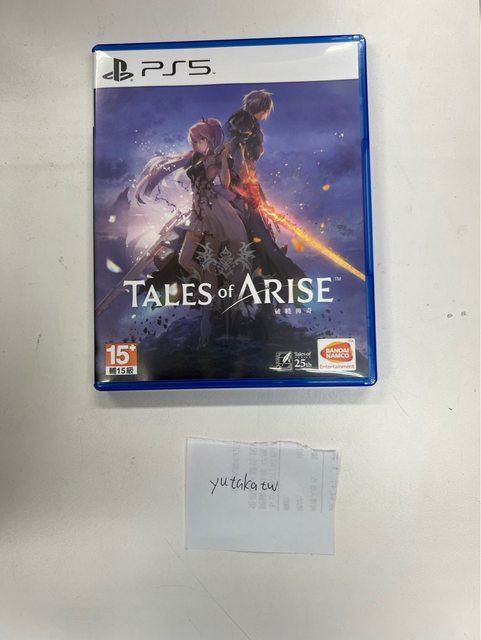 PS5
TALES of ARISE™
破曉傳奇
15+
輔15級
Tales of
25th
BANDAI
NAMCO
Entertainment
yutakatw